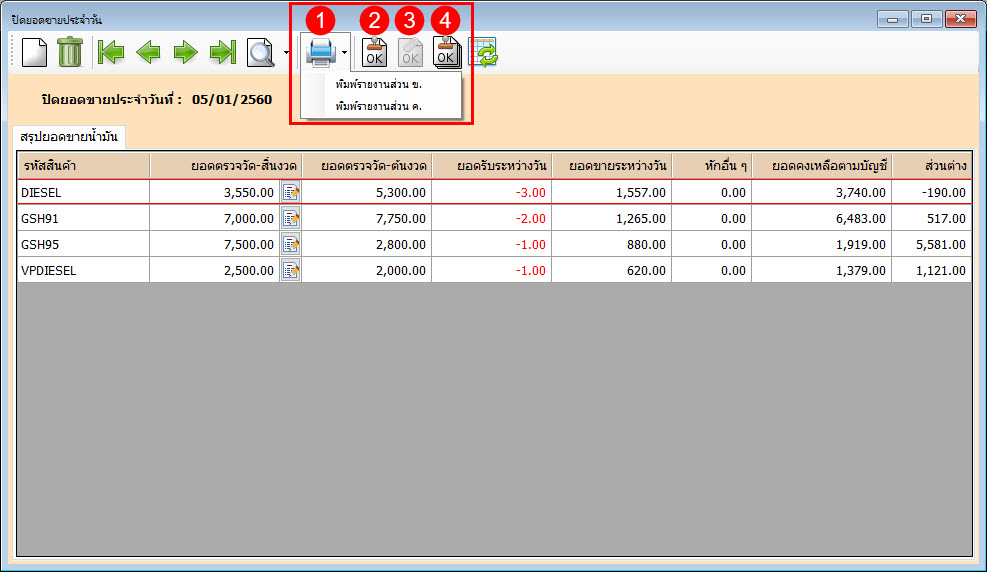 ปิดยอดขายประจำวัน
1 2 3 4
OK OK OK
พิมพ์รายงานส่วน ข.
พิมพ์รายงานส่วน ค.
ปิดยอดขายประจำวันที่ : 05/01/2560
สรุปยอดขายน้ำมัน
รหัสสินค้า ยอดตรวจวัด-สิ้นงวด ยอดตรวจวัด-ต้นงวด ยอดรับระหว่างวัน ยอดขายระหว่างวัน หักอื่น ๆ ยอดคงเหลือตามบัญชี ส่วนต่าง
DIESEL 3,550.00 5,300.00 -3.00 1,557.00 0.00 3,740.00 -190.00
GSH91 7,000.00 7,750.00 -2.00 1,265.00 0.00 6,483.00 517.00
GSH95 7,500.00 2,800.00 -1.00 880.00 0.00 1,919.00 5,581.00
VPDIESEL 2,500.00 2,000.00 -1.00 620.00 0.00 1,379.00 1,121.00